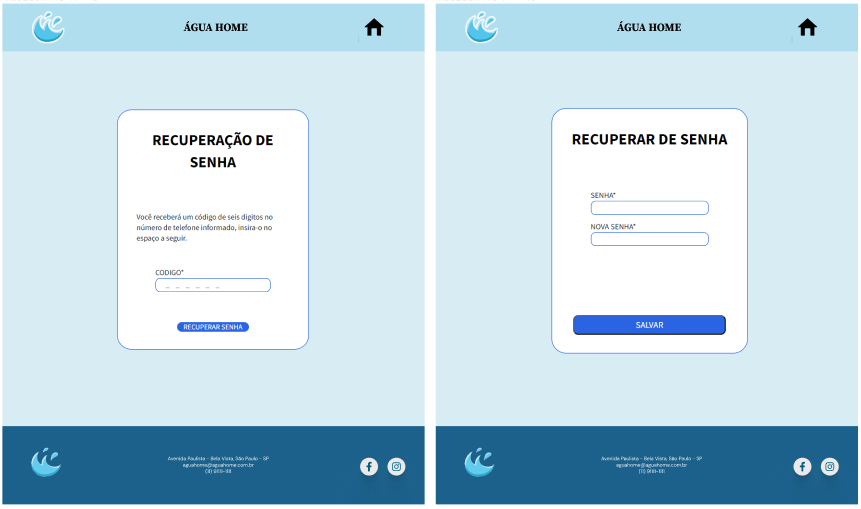 ÁGUA HOME
RECUPERAÇÃO DE
SENHA
Você receberá um código de seis digitos no
número de telefone informado, insira-o no
espaço a seguir.
CODIGO*
_ _ _ _ _ _
RECUPERAR SENHA
Avenida Paulista - Bela Vista, São Paulo - SP
aguahome@aguahome.com.br
ÁGUA HOME
RECUPERAR DE SENHA
SENHA*
NOVA SENHA*
SALVAR
Avenida Paulista - Bela Vista, São Paulo - SP
aguahome@aguahome.com.br